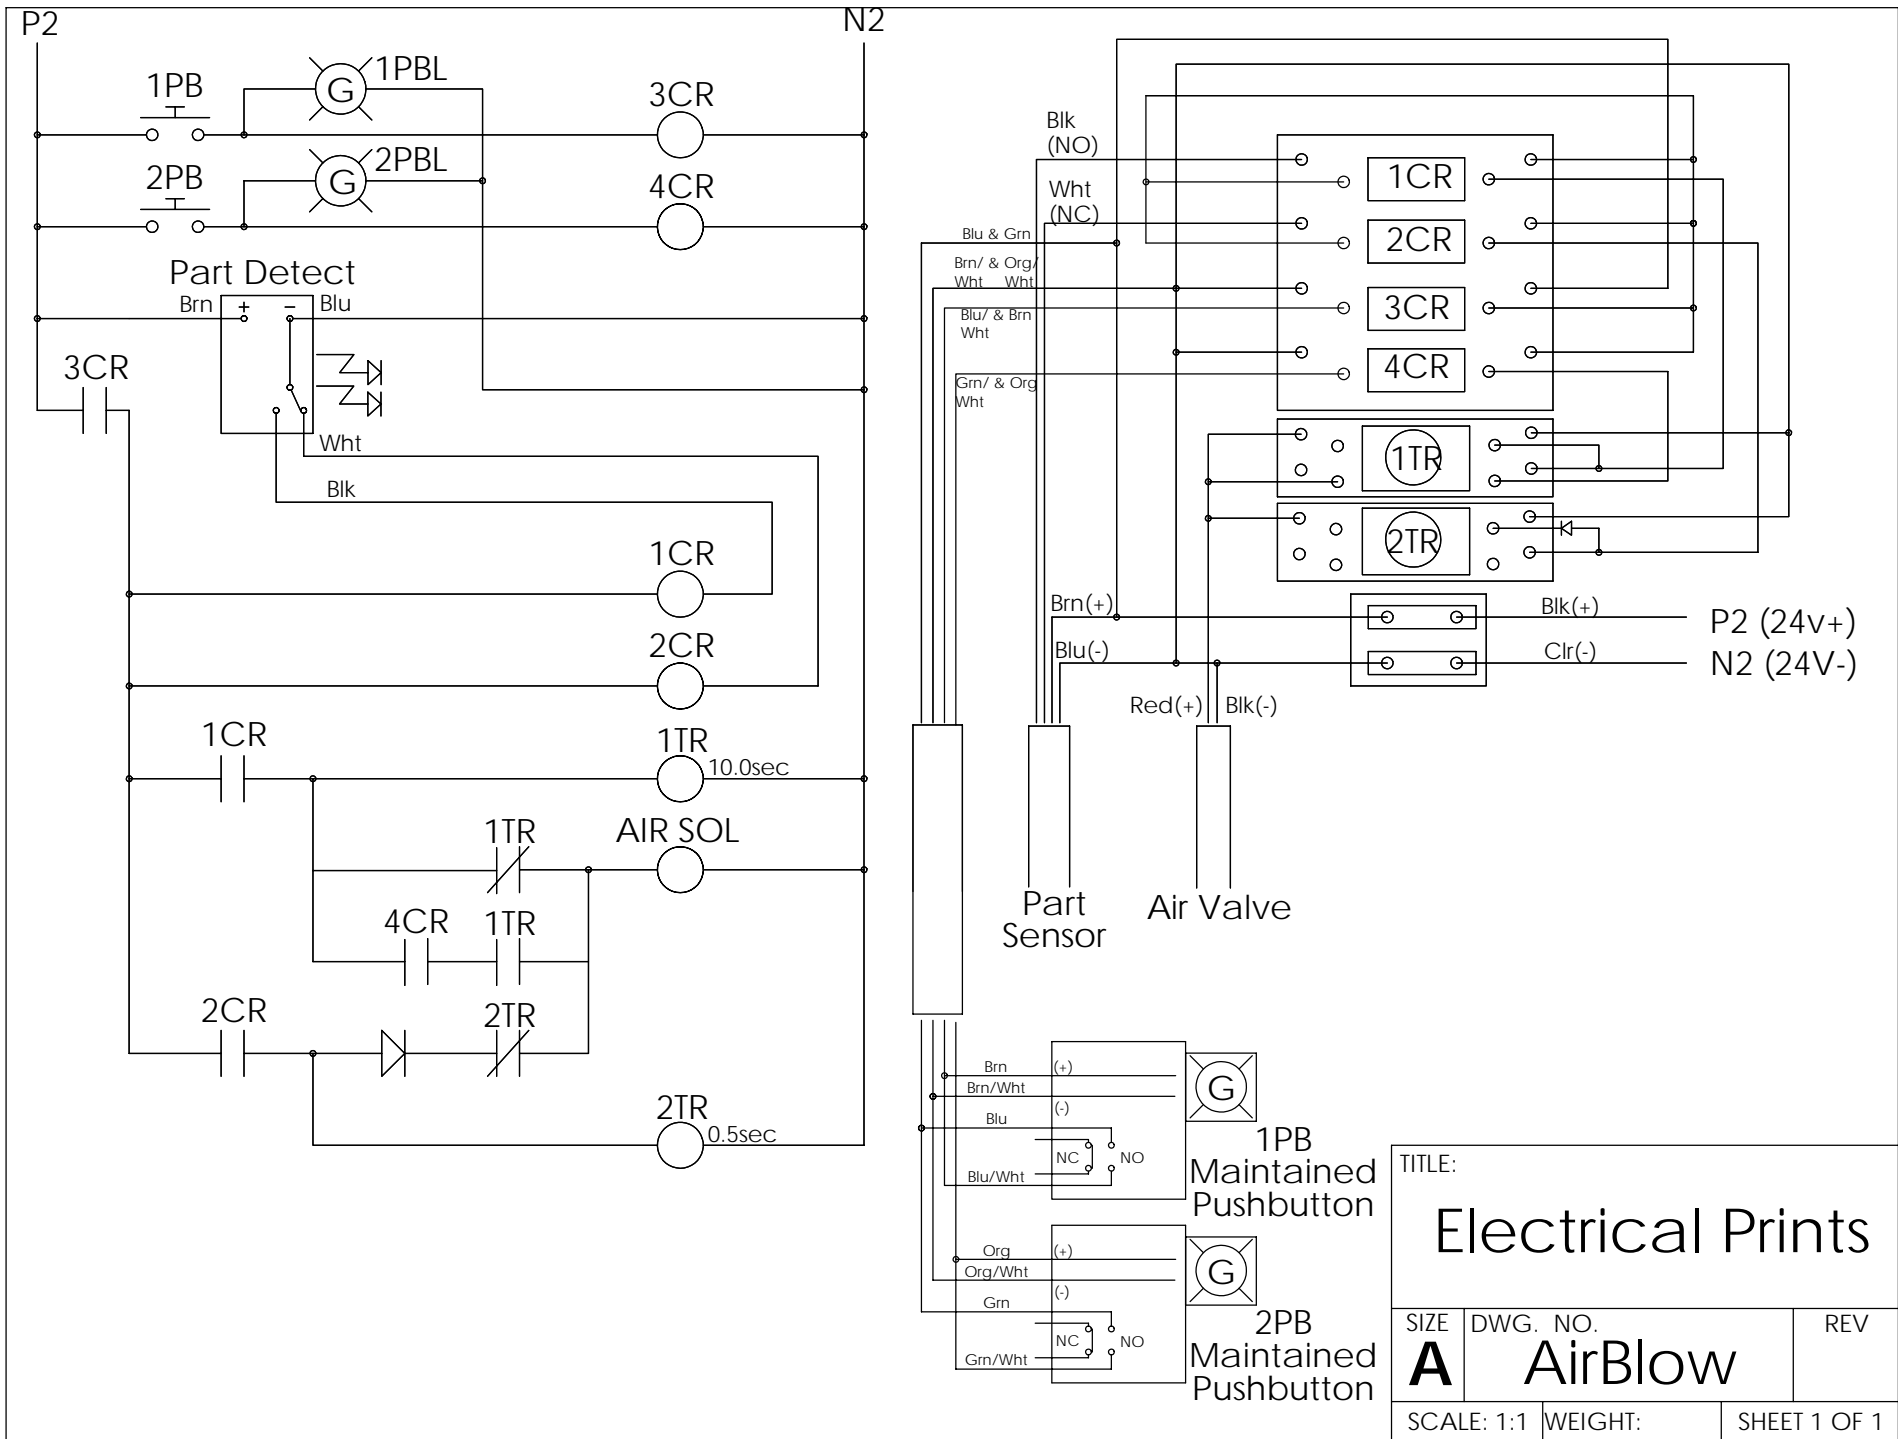 P2
N2
1PB
1PBL
G
3CR
2PB
2PBL
G
4CR
Part Detect
Brn
+
−
Blu
3CR
Wht
Blk
1CR
2CR
1CR
1TR
10.0sec
1TR
AIR SOL
4CR
1TR
2CR
2TR
2TR
0.5sec
Blk
(NO)
Wht
(NC)
Blu & Grn
Brn/ & Org/
Wht Wht
Blu/ & Brn
Wht
Grn/ & Org
Wht
1CR
2CR
3CR
4CR
1TR
2TR
Brn(+)
Blk(+)
P2 (24v+)
Blu(-)
Clr(-)
N2 (24V-)
Red(+)
Blk(-)
Part
Sensor
Air Valve
Brn
(+)
Brn/Wht
(-)
Blu
NC
NO
Blu/Wht
G
1PB
Maintained
Pushbutton
Org
(+)
Org/Wht
(-)
Grn
NC
NO
Grn/Wht
G
2PB
Maintained
Pushbutton
TITLE:
Electrical Prints
SIZE
A
DWG. NO.
AirBlow
REV
SCALE: 1:1
WEIGHT:
SHEET 1 OF 1